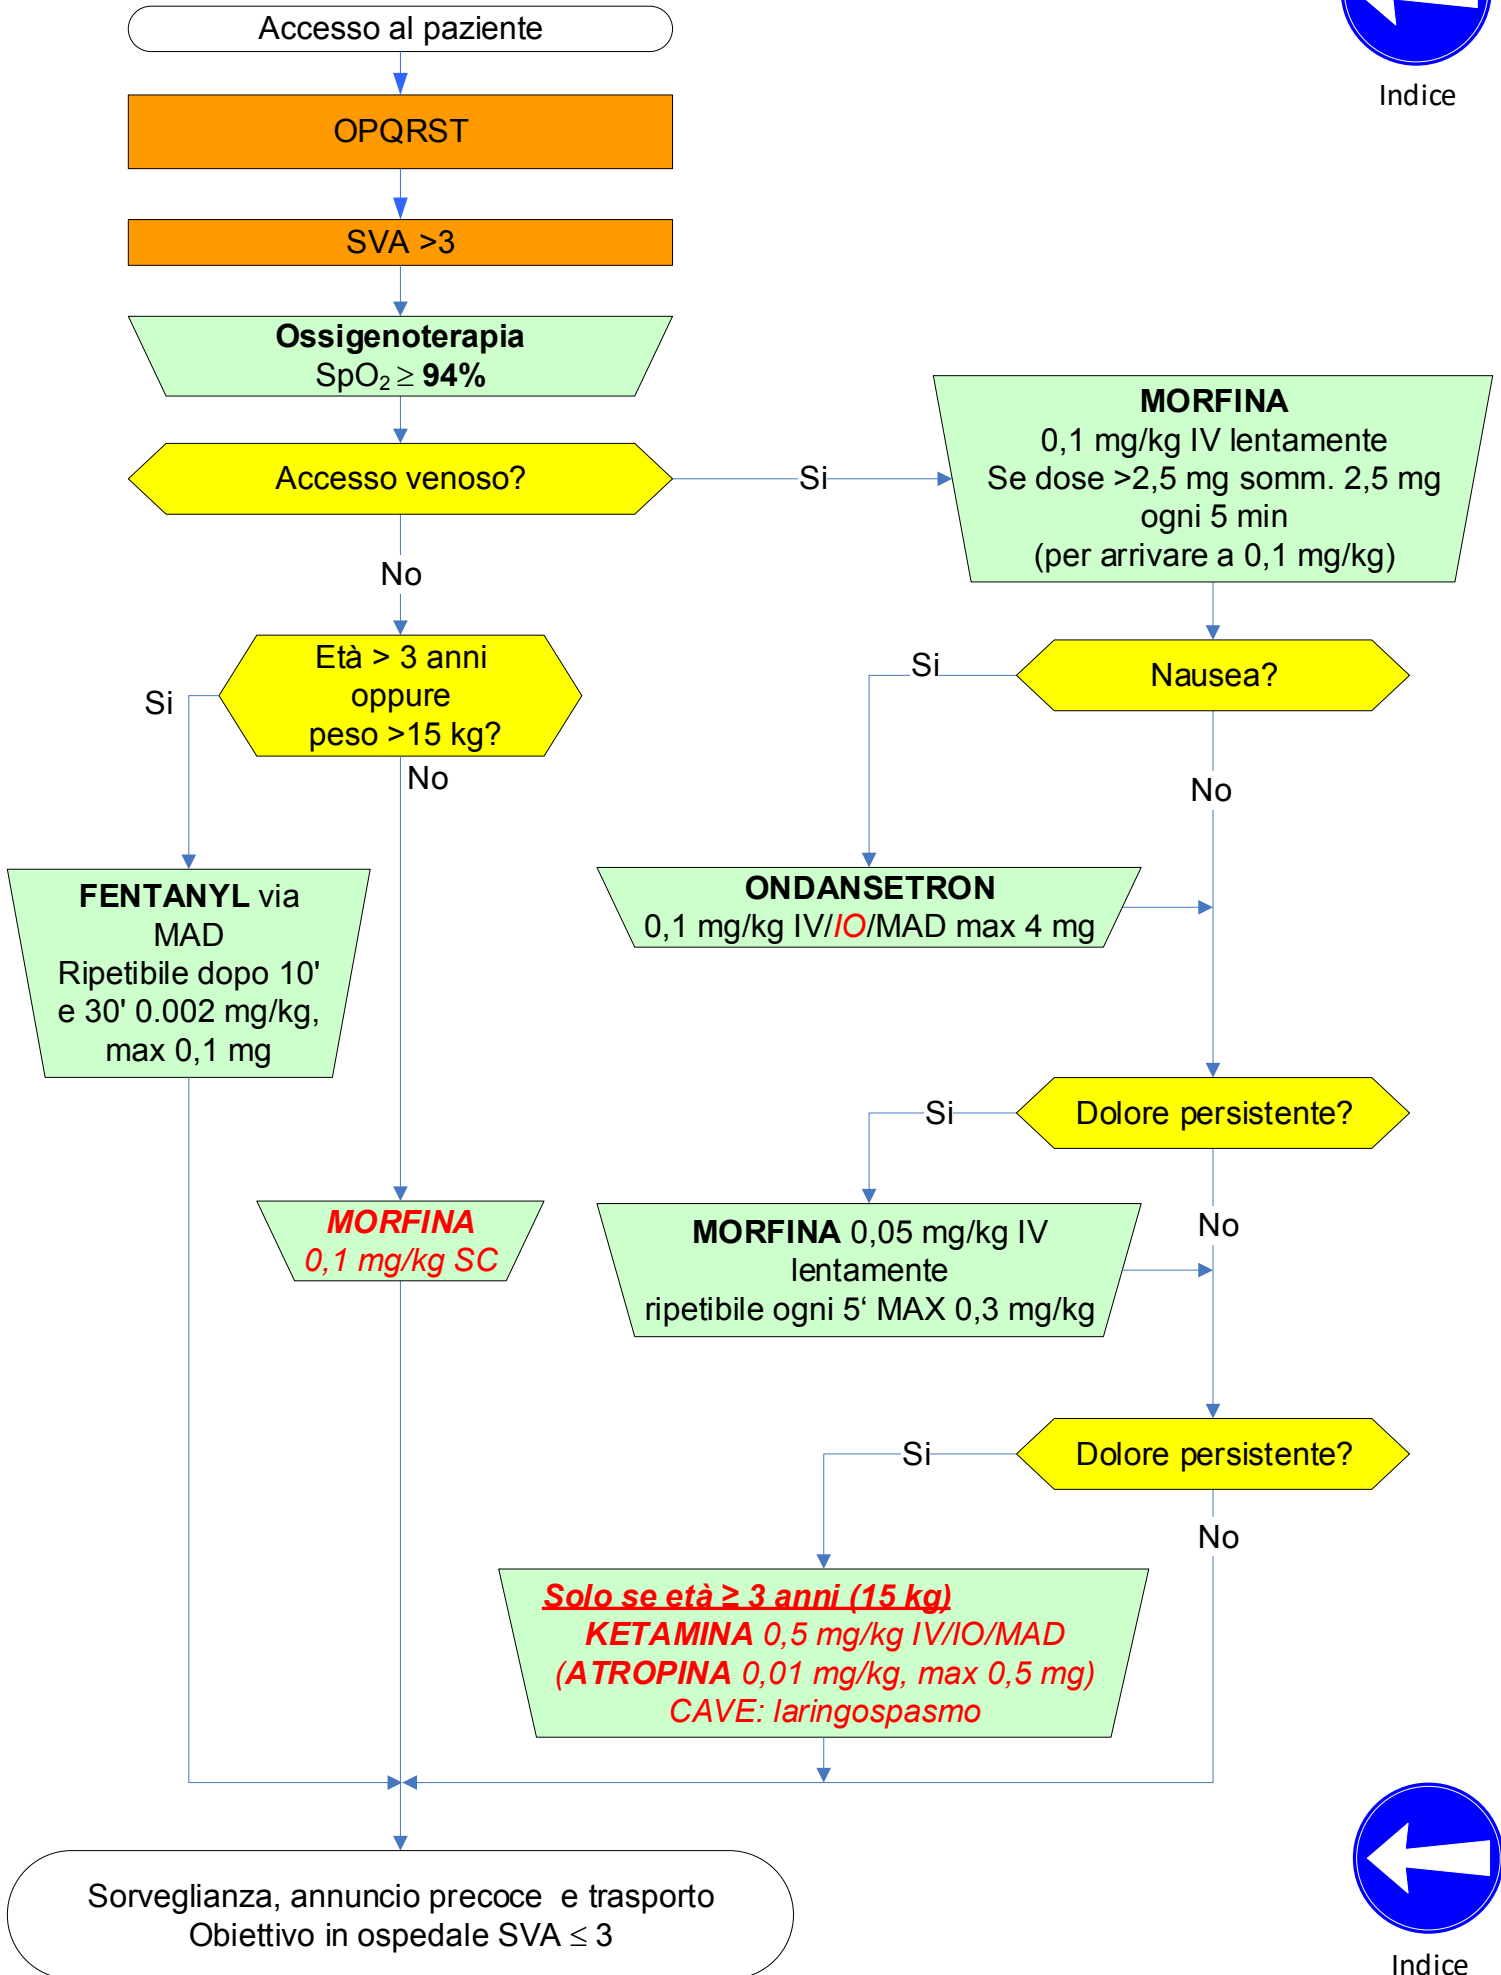 Accesso al paziente
Indice
OPQRST
SVA >3
Ossigenoterapia
SpO₂ ≥ 94%
Accesso venoso?
Si
MORFINA
0,1 mg/kg IV lentamente
Se dose >2,5 mg somm. 2,5 mg
ogni 5 min
(per arrivare a 0,1 mg/kg)
No
Età > 3 anni
oppure
peso >15 kg?
Si
No
Nausea?
Si
No
FENTANYL via
MAD
Ripetibile dopo 10'
e 30' 0.002 mg/kg,
max 0,1 mg
ONDANSETRON
0,1 mg/kg IV/IO/MAD max 4 mg
Dolore persistente?
Si
No
MORFINA
0,1 mg/kg SC
MORFINA 0,05 mg/kg IV
lentamente
ripetibile ogni 5‘ MAX 0,3 mg/kg
Dolore persistente?
Si
No
Solo se età ≥ 3 anni (15 kg)
KETAMINA 0,5 mg/kg IV/IO/MAD
(ATROPINA 0,01 mg/kg, max 0,5 mg)
CAVE: laringospasmo
Sorveglianza, annuncio precoce e trasporto
Obiettivo in ospedale SVA ≤ 3
Indice